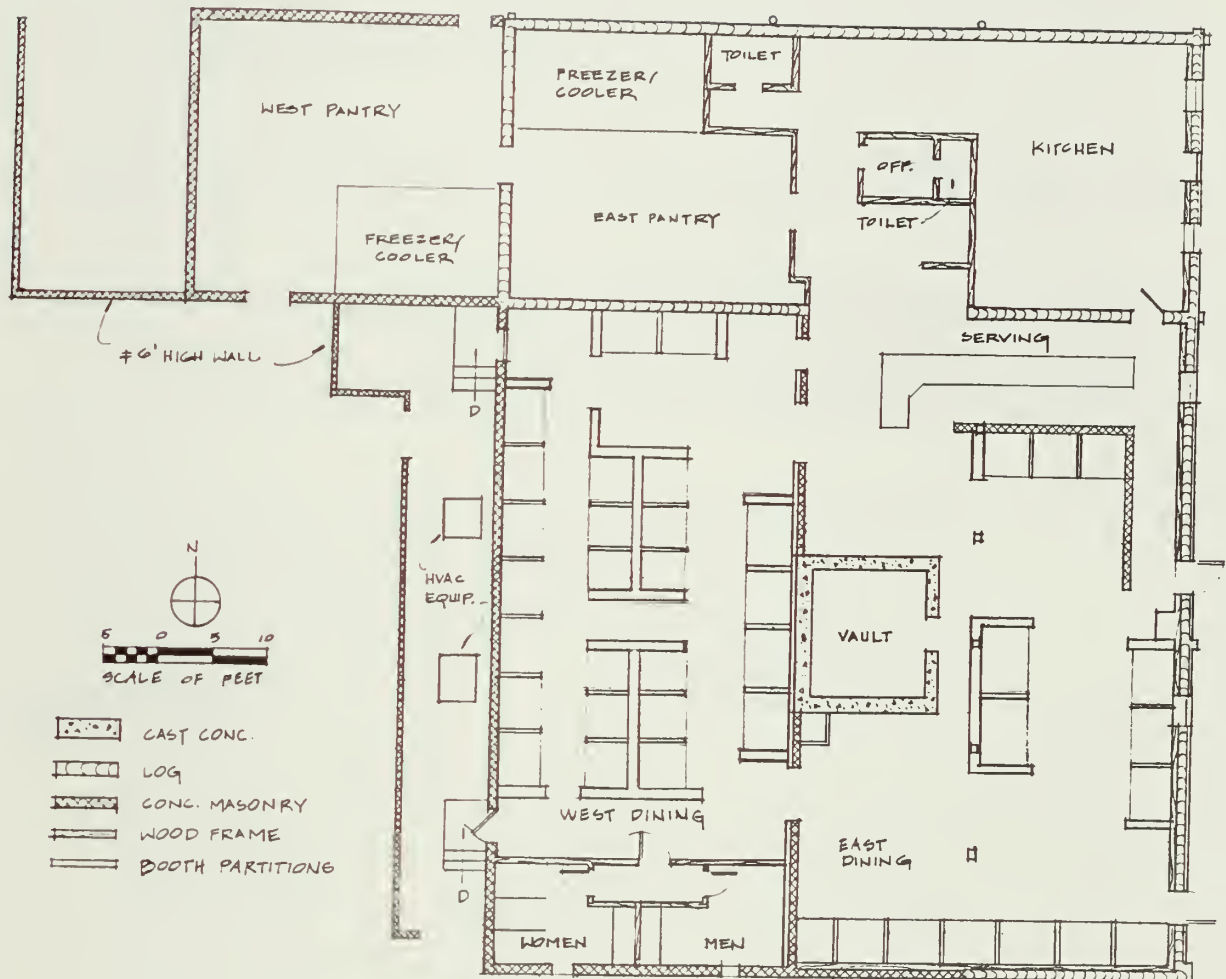 TOILET
FREEZER/
COOLER
WEST PANTRY
KITCHEN
OFF.
EAST PANTRY
TOILET
FREEZER/
COOLER
± 6' HIGH WALL
SERVING
D
N
HVAC
EQUIP.
VAULT
5 0 5 10
SCALE OF FEET
CAST CONC.
LOG
CONC. MASONRY
WOOD FRAME
BOOTH PARTITIONS
WEST DINING
EAST
DINING
D
WOMEN
MEN